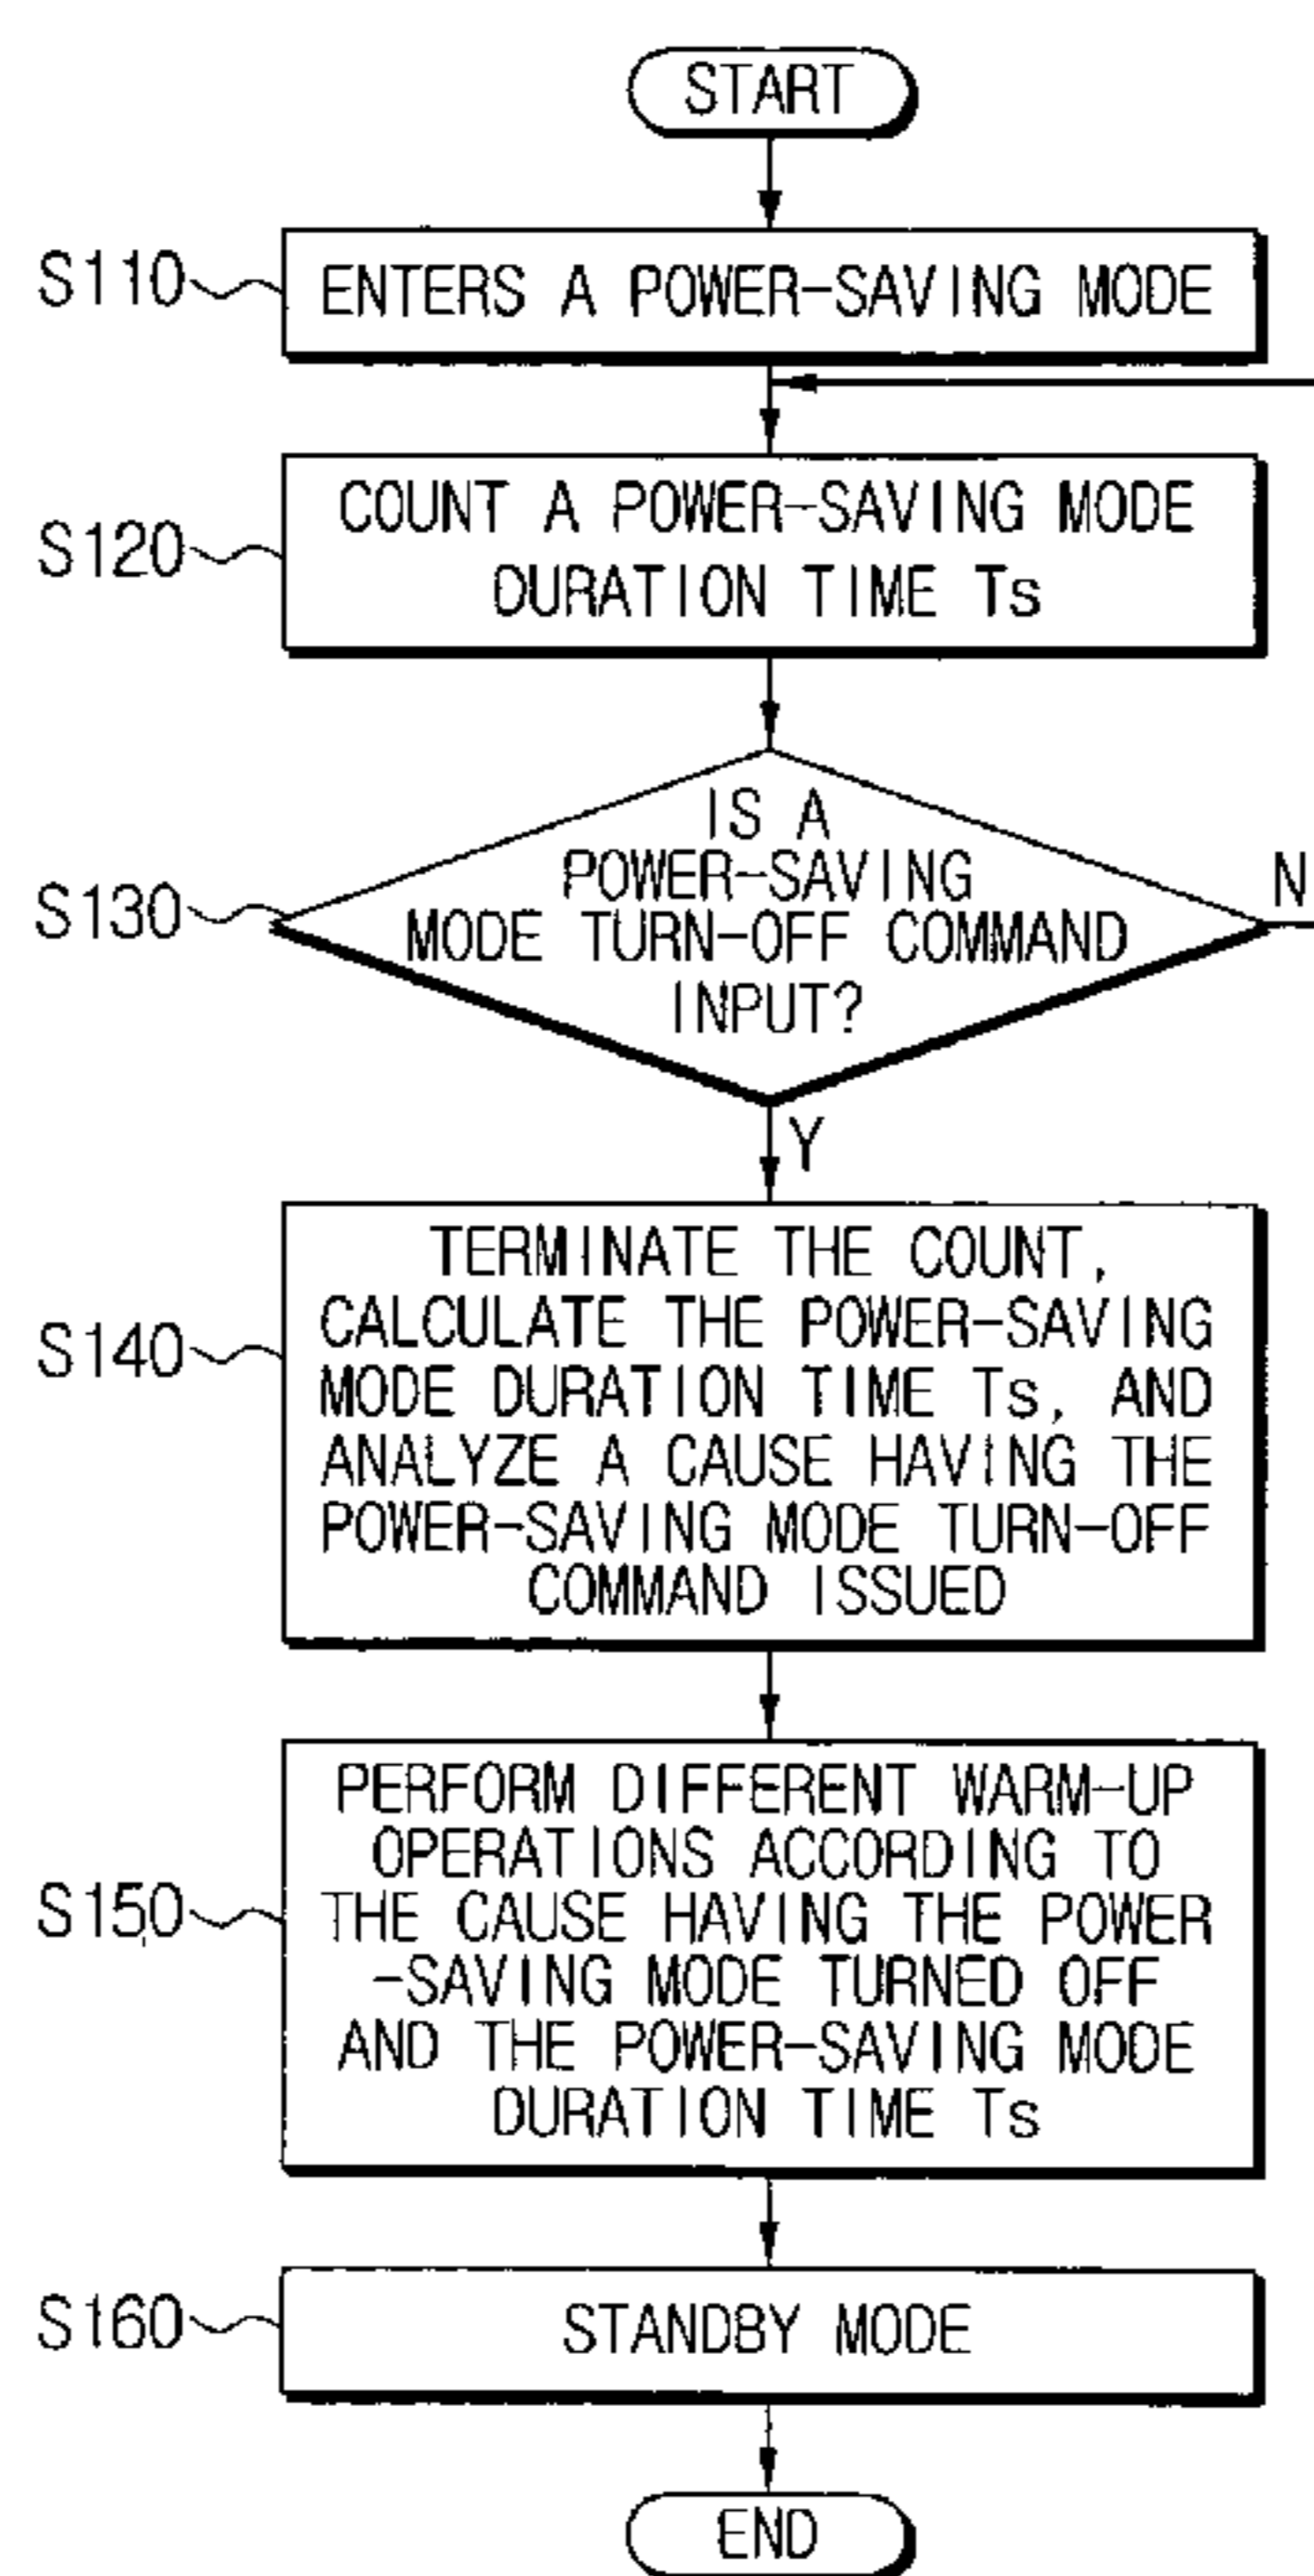 START
S110
ENTERS A POWER-SAVING MODE
S120
COUNT A POWER-SAVING MODE
DURATION TIME Ts
S130
IS A
POWER-SAVING
MODE TURN-OFF COMMAND
INPUT?
N
Y
S140
TERMINATE THE COUNT,
CALCULATE THE POWER-SAVING
MODE DURATION TIME Ts, AND
ANALYZE A CAUSE HAVING THE
POWER-SAVING MODE TURN-OFF
COMMAND ISSUED
S150
PERFORM DIFFERENT WARM-UP
OPERATIONS ACCORDING TO
THE CAUSE HAVING THE POWER
-SAVING MODE TURNED OFF
AND THE POWER-SAVING MODE
DURATION TIME Ts
S160
STANDBY MODE
END